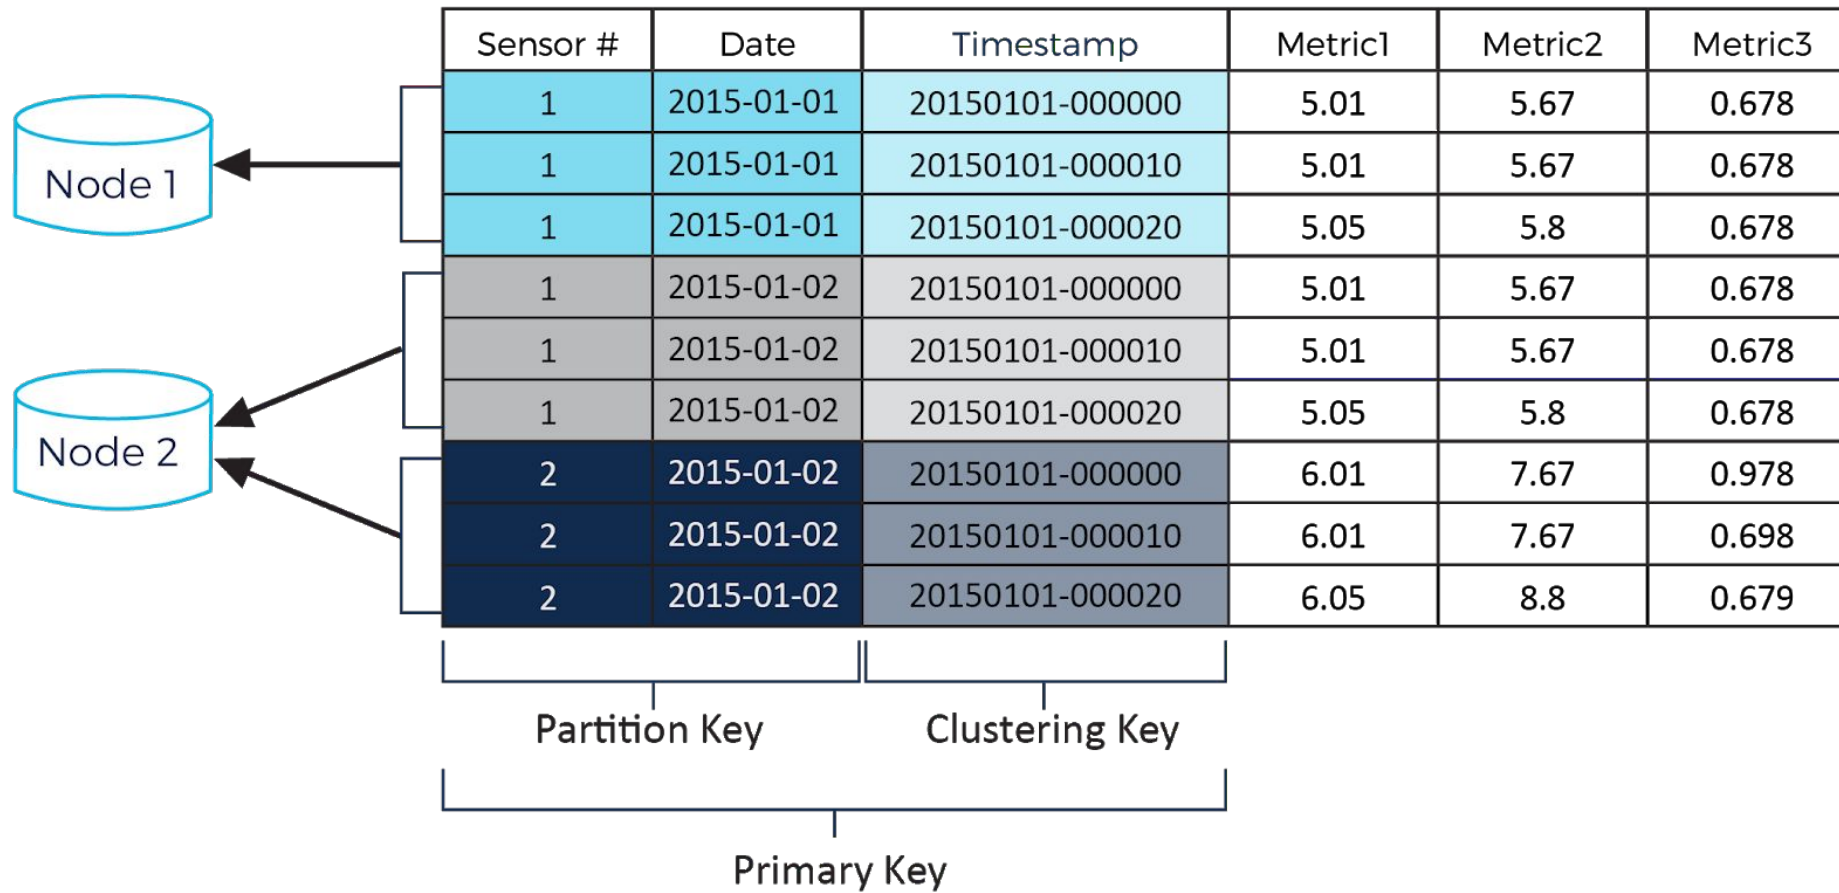 Sensor # Date Timestamp Metric1 Metric2 Metric3
1 2015-01-01 20150101-000000 5.01 5.67 0.678
1 2015-01-01 20150101-000010 5.01 5.67 0.678
1 2015-01-01 20150101-000020 5.05 5.8 0.678
1 2015-01-02 20150101-000000 5.01 5.67 0.678
1 2015-01-02 20150101-000010 5.01 5.67 0.678
1 2015-01-02 20150101-000020 5.05 5.8 0.678
2 2015-01-02 20150101-000000 6.01 7.67 0.978
2 2015-01-02 20150101-000010 6.01 7.67 0.698
2 2015-01-02 20150101-000020 6.05 8.8 0.679
Node 1
Node 2
Partition Key Clustering Key
Primary Key